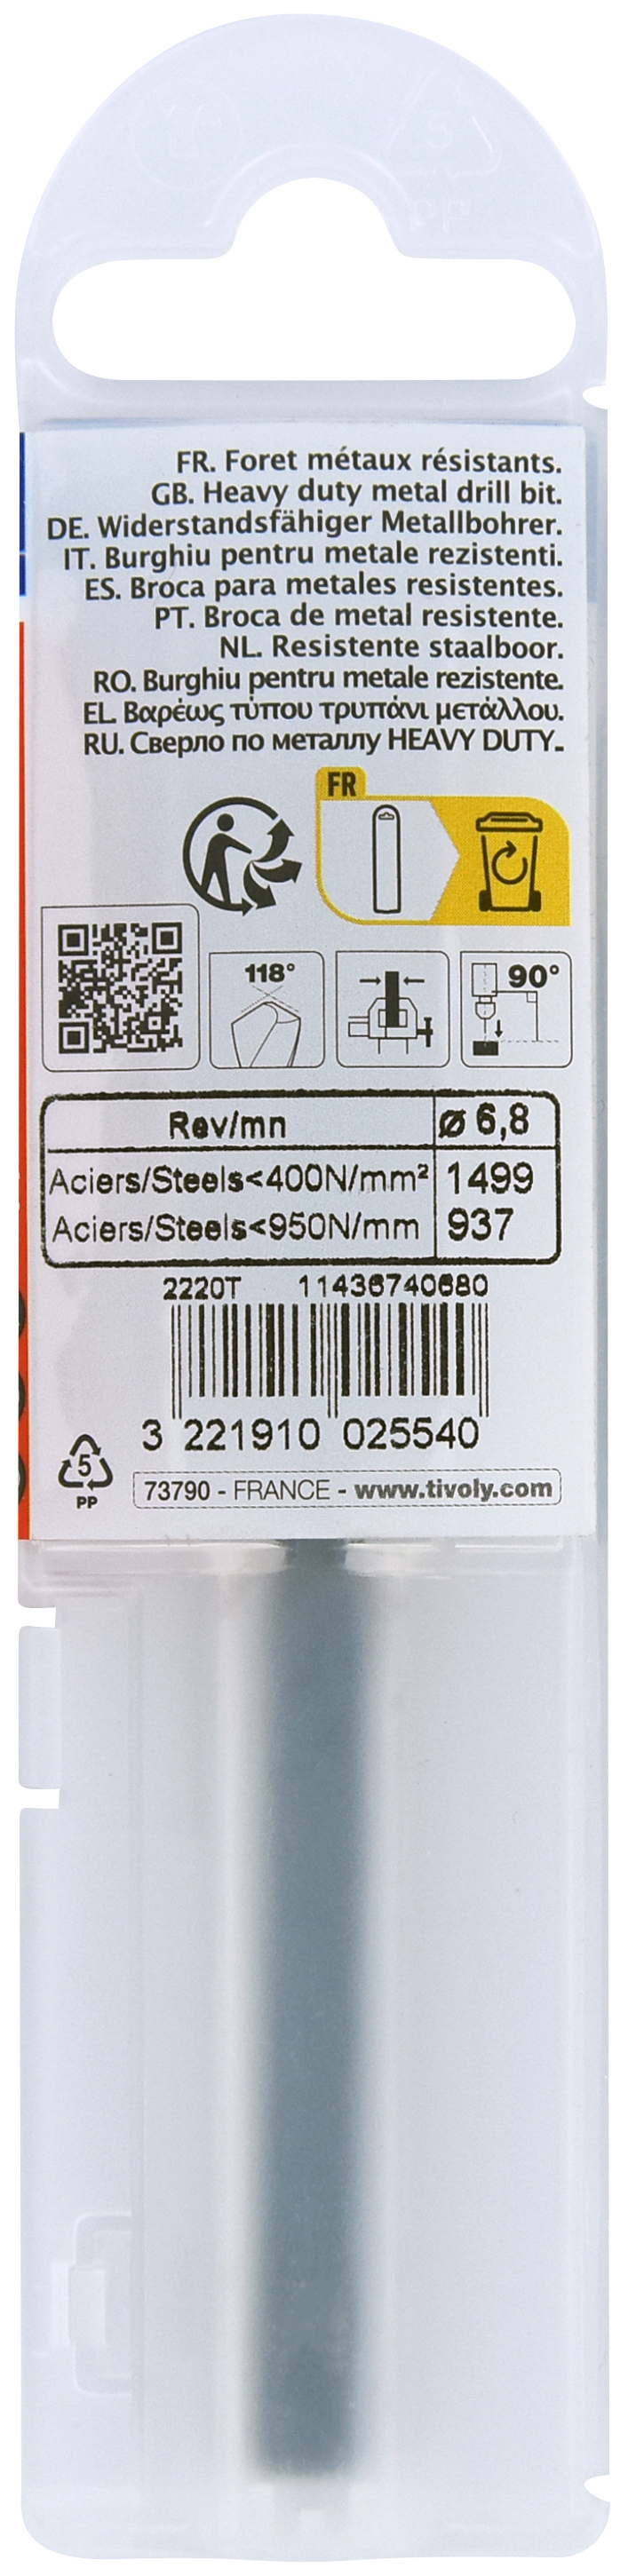 FR. Foret métaux résistants.
GB. Heavy duty metal drill bit.
DE. Widerstandsfähiger Metallbohrer.
IT. Burghiu pentru metale rezistenti.
ES. Broca para metales resistentes.
PT. Broca de metal resistente.
NL. Resistente staalboor.
RO. Burghiu pentru metale rezistente.
EL. Βαρέως τύπου τρυπάνι μετάλλου.
RU. Сверло по металлу HEAVY DUTY.
FR
118°
90°
Rev/mn ø 6,8
Aciers/Steels<400N/mm² 1499
Aciers/Steels<950N/mm 937
2220T 11436740680
3 221910 025540
5
PP
73790 - FRANCE - www.tivoly.com